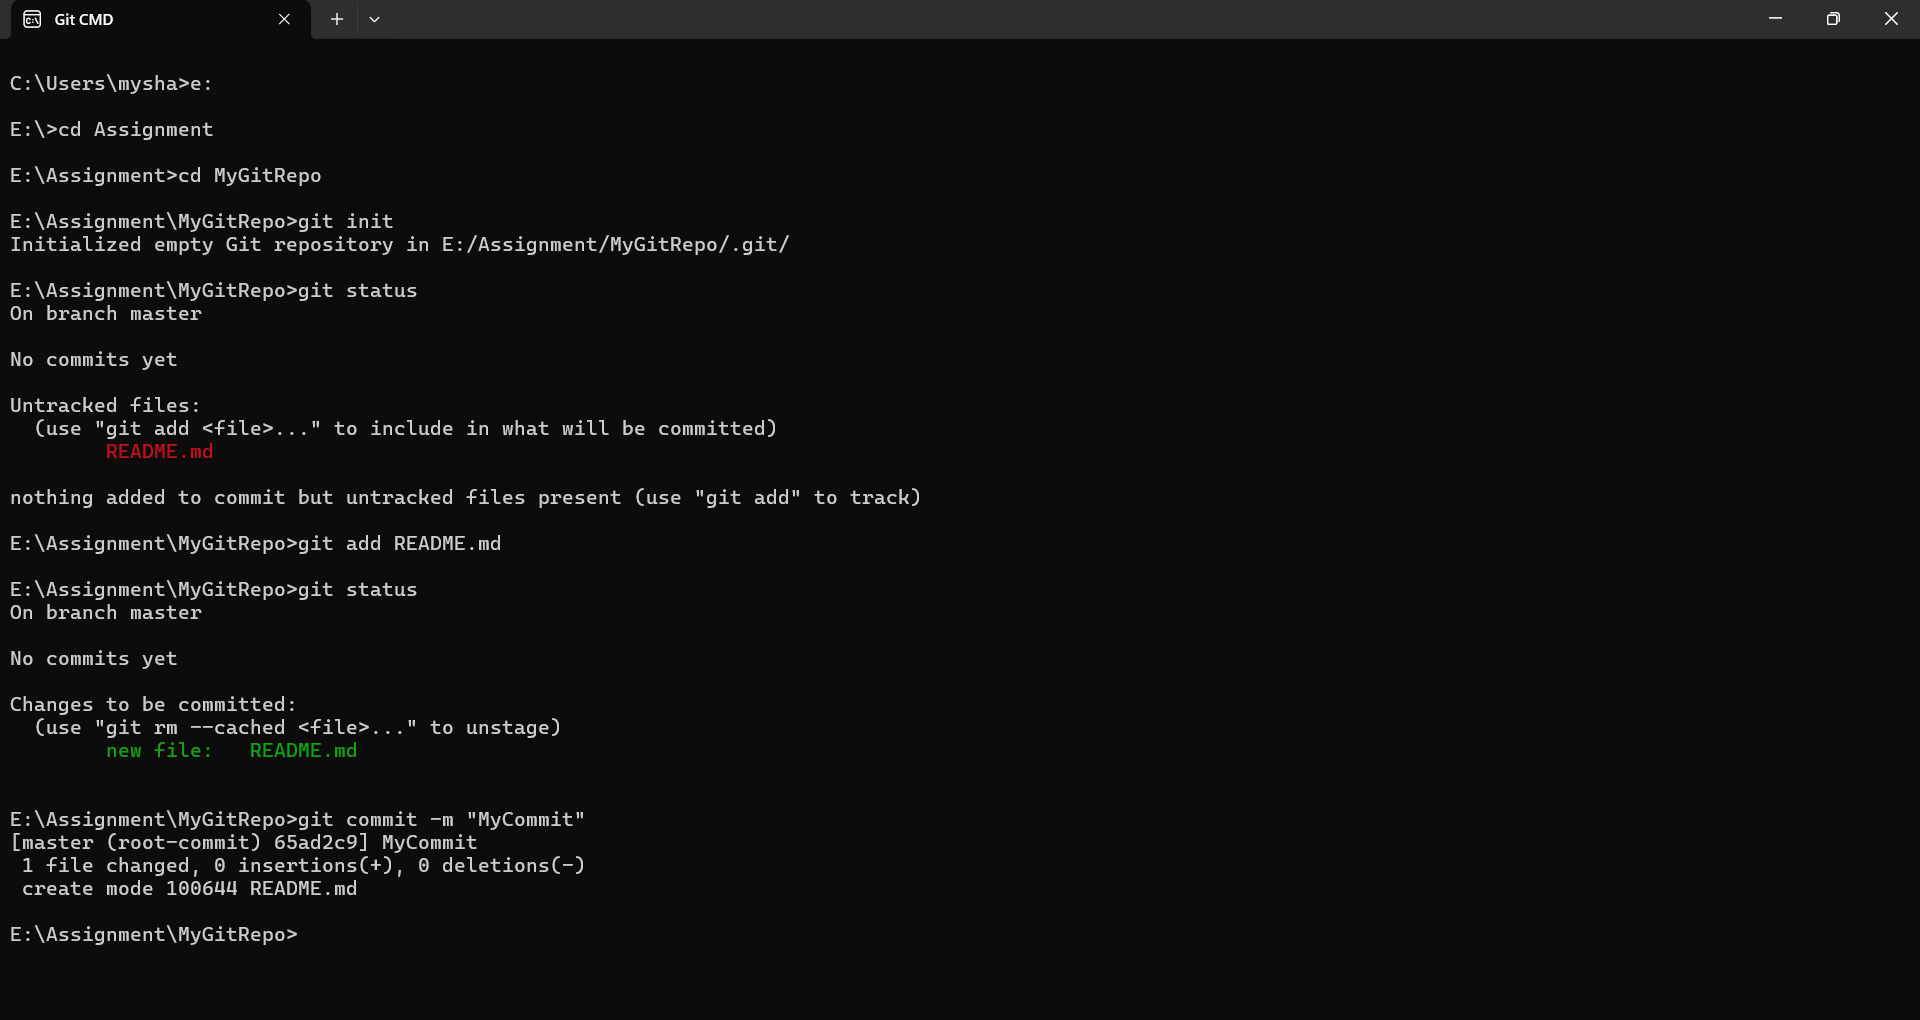 Git CMD
C:\Users\mysha>e:
E:\>cd Assignment
E:\Assignment>cd MyGitRepo
E:\Assignment\MyGitRepo>git init
Initialized empty Git repository in E:/Assignment/MyGitRepo/.git/
E:\Assignment\MyGitRepo>git status
On branch master
No commits yet
Untracked files:
  (use "git add <file>..." to include in what will be committed)
        README.md
nothing added to commit but untracked files present (use "git add" to track)
E:\Assignment\MyGitRepo>git add README.md
E:\Assignment\MyGitRepo>git status
On branch master
No commits yet
Changes to be committed:
  (use "git rm --cached <file>..." to unstage)
        new file:   README.md
E:\Assignment\MyGitRepo>git commit -m "MyCommit"
[master (root-commit) 65ad2c9] MyCommit
 1 file changed, 0 insertions(+), 0 deletions(-)
 create mode 100644 README.md
E:\Assignment\MyGitRepo>